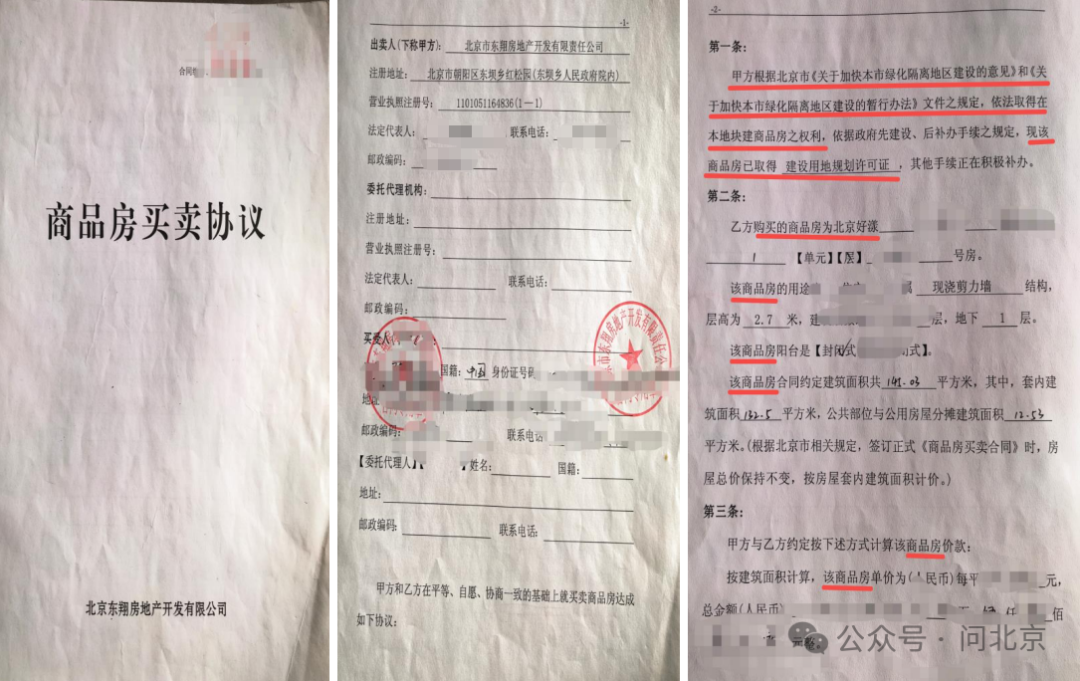 商品房买卖协议
北京东翔房地产开发有限公司
-1-
出卖人(下称甲方): 北京市东翔房地产开发有限责任公司
注册地址: 北京市朝阳区东坝乡红松园(东坝乡人民政府院内)
营业执照注册号: 1101051164836(1-1)
法定代表人: 联系电话:
邮政编码:
委托代理机构:
注册地址:
营业执照注册号:
法定代表人: 联系电话:
邮政编码:
买受人
国籍: 中国 身份证号码
地址
邮政编码: 联系电话
【委托代理人】【 】姓名: 国籍:
地址:
邮政编码: 联系电话:
甲方和乙方在平等、自愿、协商一致的基础上就买卖商品房达成
如下协议:
-2-
第一条:
甲方根据北京市《关于加快本市绿化隔离地区建设的意见》和《关
于加快本市绿化隔离地区建设的暂行办法》文件之规定，依法取得在
本地块建商品房之权利，依据政府先建设、后补办手续之规定，现该
商品房已取得 建设用地规划许可证 ，其他手续正在积极补办。
第二条:
乙方购买的商品房为北京好漾
1 【单元】【层】 号房。
该商品房的用途 现浇剪力墙 结构，
层高为 2.7 米，建 层，地下 1 层。
该商品房阳台是【封闭式 闭式】。
该商品房合同约定建筑面积共 145.03 平方米，其中，套内建
筑面积 132.5 平方米，公共部位与公用房屋分摊建筑面积 12.53
平方米。(根据北京市相关规定，签订正式《商品房买卖合同》时，房
屋总价保持不变，按房屋套内建筑面积计价。)
第三条:
甲方与乙方约定按下述方式计算该商品房价款:
按建筑面积计算，该商品房单价为(人民币)每平 元，
总金额(人民币) 仟 佰
公众号·问北京